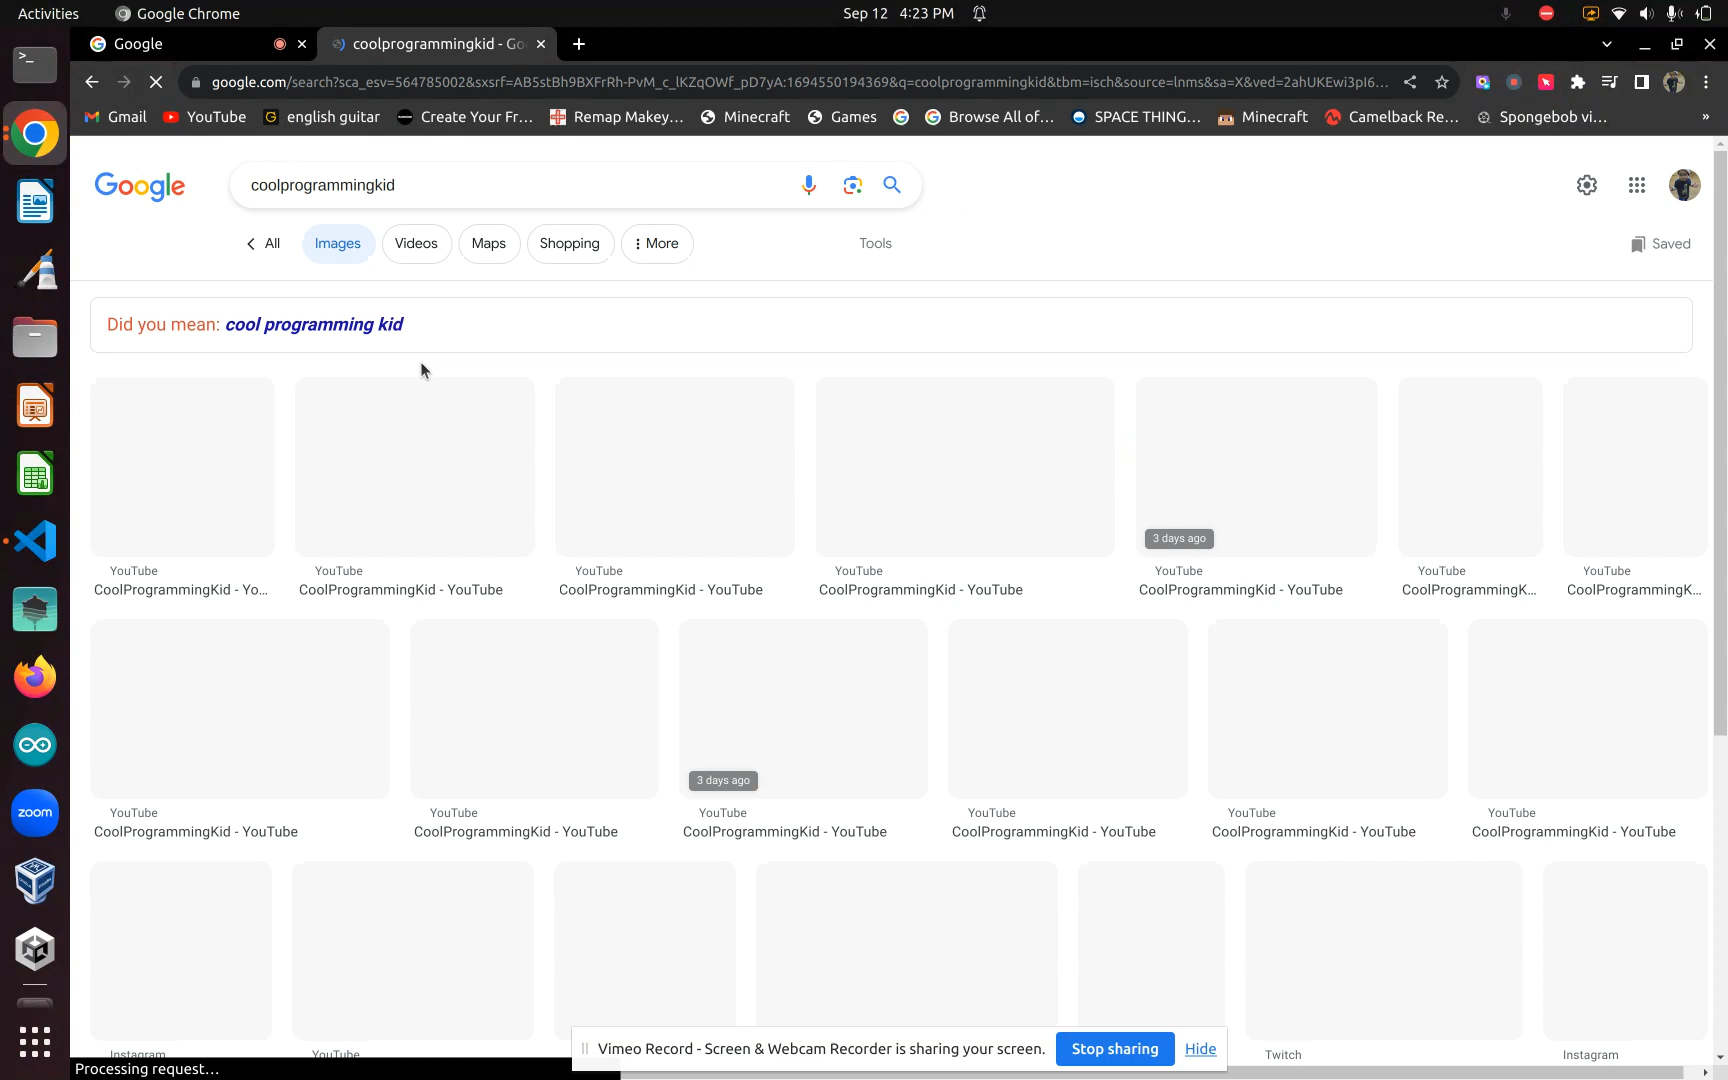 Activities Google Chrome Sep 12 4:23 PM
Google coolprogrammingkid - Go
google.com/search?sca_esv=564785002&sxsrf=AB5stBh9BXFrRh-PvM_c_lKZqOWf_pD7yA:1694550194369&q=coolprogrammingkid&tbm=isch&source=lnms&sa=X&ved=2ahUKEwi3pI6...
Gmail YouTube english guitar Create Your Fr... Remap Makey... Minecraft Games Browse All of... SPACE THING... Minecraft Camelback Re... Spongebob vi... »
Google coolprogrammingkid
All Images Videos Maps Shopping More Tools Saved
Did you mean: cool programming kid
3 days ago
YouTube YouTube YouTube YouTube YouTube YouTube YouTube
CoolProgrammingKid - Yo... CoolProgrammingKid - YouTube CoolProgrammingKid - YouTube CoolProgrammingKid - YouTube CoolProgrammingKid - YouTube CoolProgrammingK... CoolProgrammingK...
3 days ago
YouTube YouTube YouTube YouTube YouTube YouTube
CoolProgrammingKid - YouTube CoolProgrammingKid - YouTube CoolProgrammingKid - YouTube CoolProgrammingKid - YouTube CoolProgrammingKid - YouTube CoolProgrammingKid - YouTube
zoom
Instagram YouTube Twitch Instagram
Vimeo Record - Screen & Webcam Recorder is sharing your screen. Stop sharing Hide
Processing request...